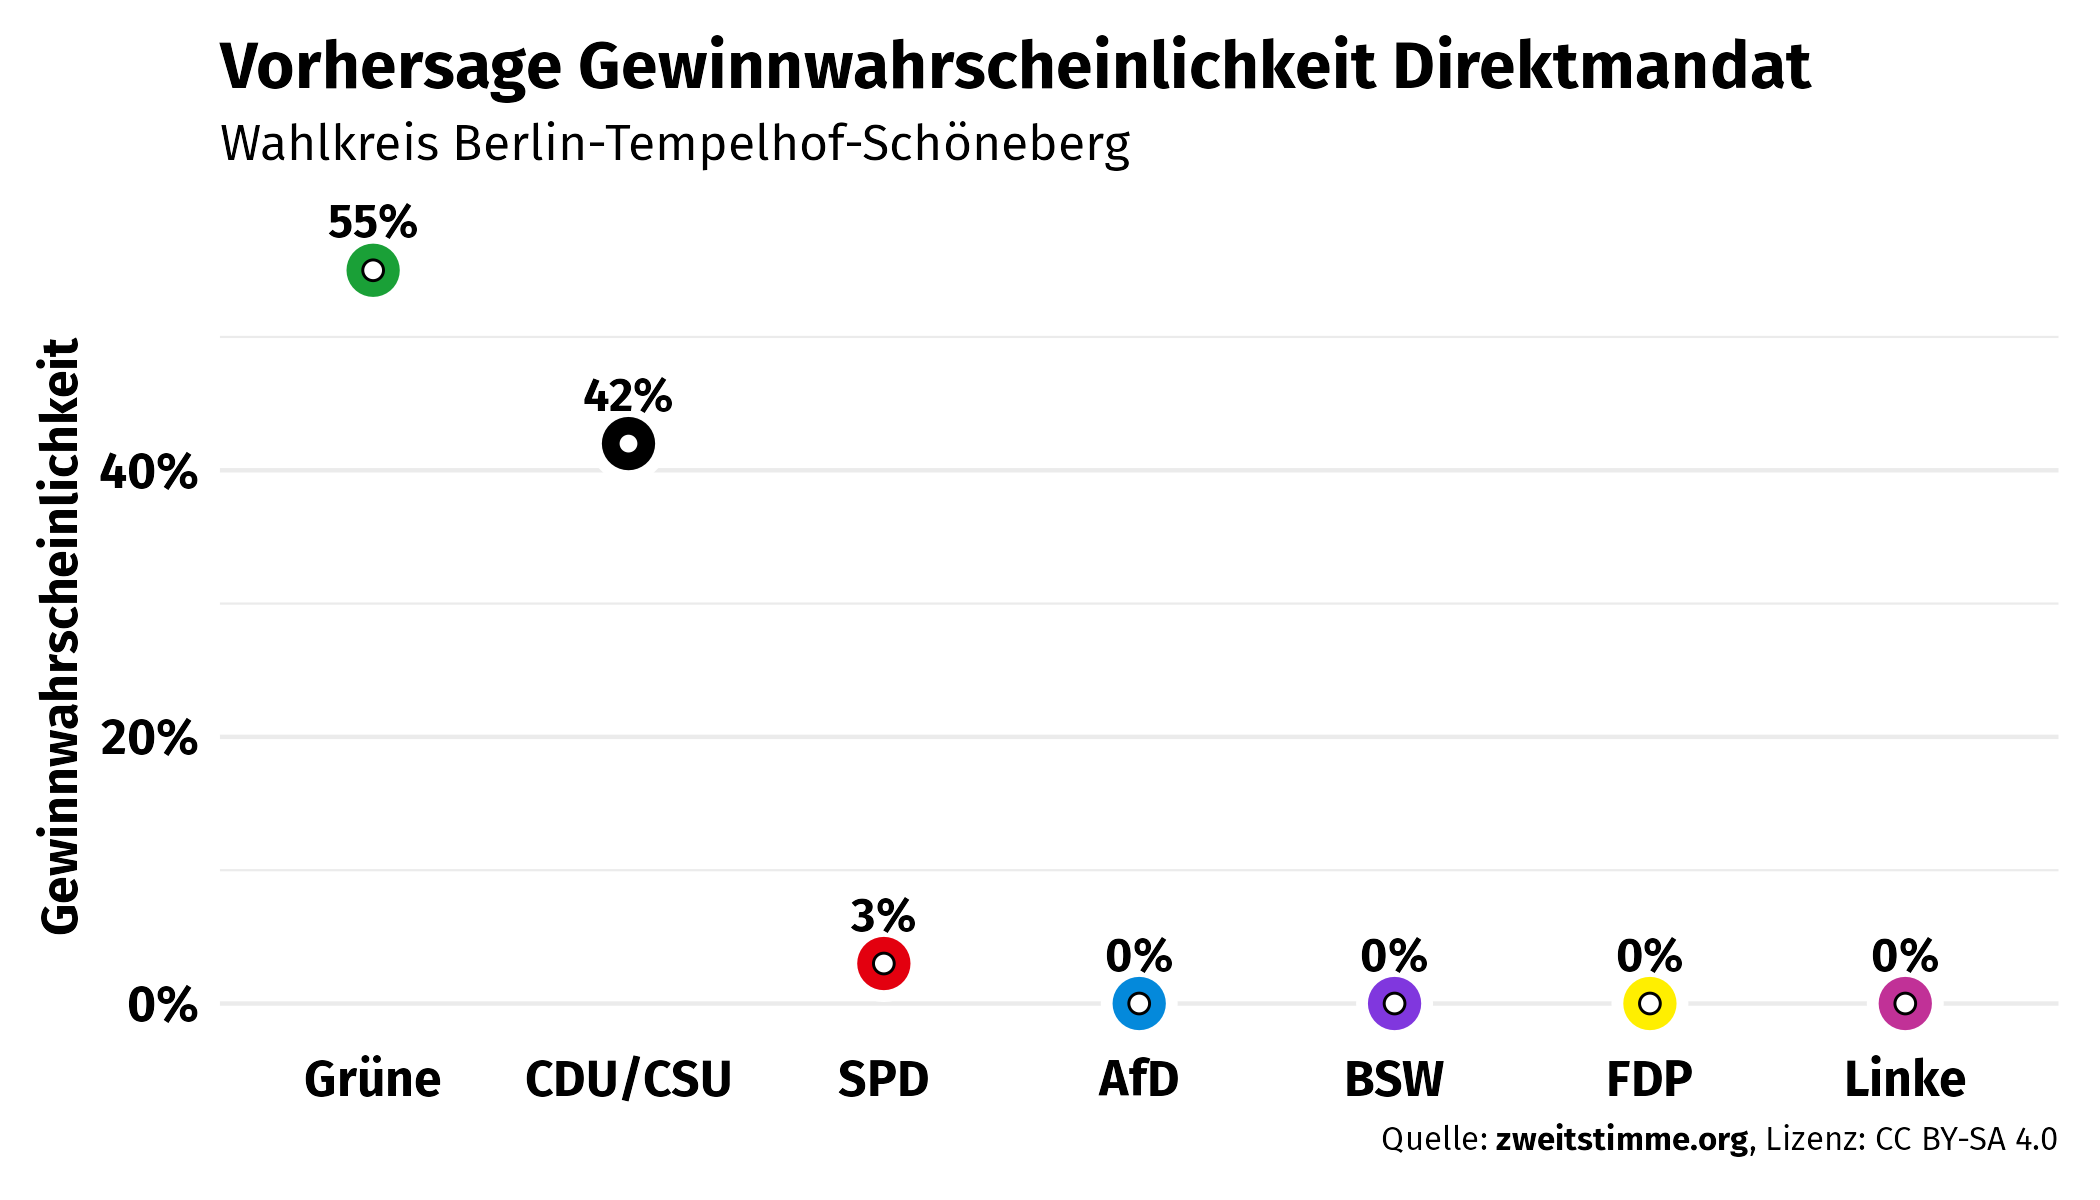 Vorhersage Gewinnwahrscheinlichkeit Direktmandat
Wahlkreis Berlin-Tempelhof-Schöneberg
Gewinnwahrscheinlichkeit
40%
20%
0%
55%
42%
3%
0%
0%
0%
0%
Grüne
CDU/CSU
SPD
AfD
BSW
FDP
Linke
Quelle: zweitstimme.org, Lizenz: CC BY-SA 4.0